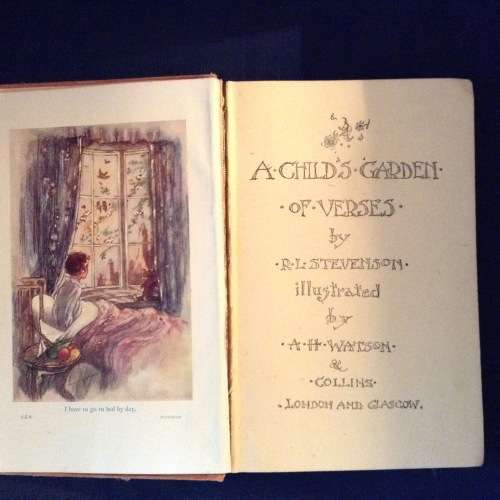 I have to go to bed by day.
A·CHILD'S·GARDEN·
·OF·VERSES·
by
·R·L·STEVENSON·
illustrated
by
·A·H·WATSON·
&
·COLLINS·
·LONDON AND GLASGOW·